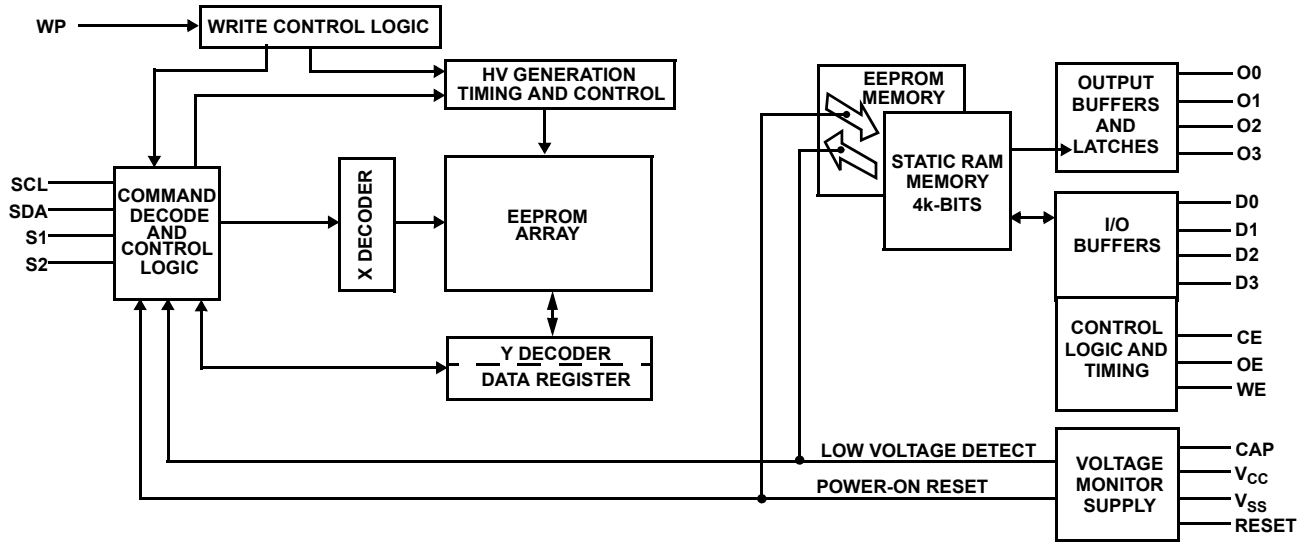 WP
WRITE CONTROL LOGIC
HV GENERATION
TIMING AND CONTROL
SCL
SDA
S1
S2
COMMAND
DECODE
AND
CONTROL
LOGIC
X DECODER
EEPROM
ARRAY
Y DECODER
DATA REGISTER
EEPROM
MEMORY
STATIC RAM
MEMORY
4k-BITS
OUTPUT
BUFFERS
AND
LATCHES
O0
O1
O2
O3
I/O
BUFFERS
D0
D1
D2
D3
CONTROL
LOGIC AND
TIMING
CE
OE
WE
LOW VOLTAGE DETECT
POWER-ON RESET
VOLTAGE
MONITOR
SUPPLY
CAP
VCC
VSS
RESET